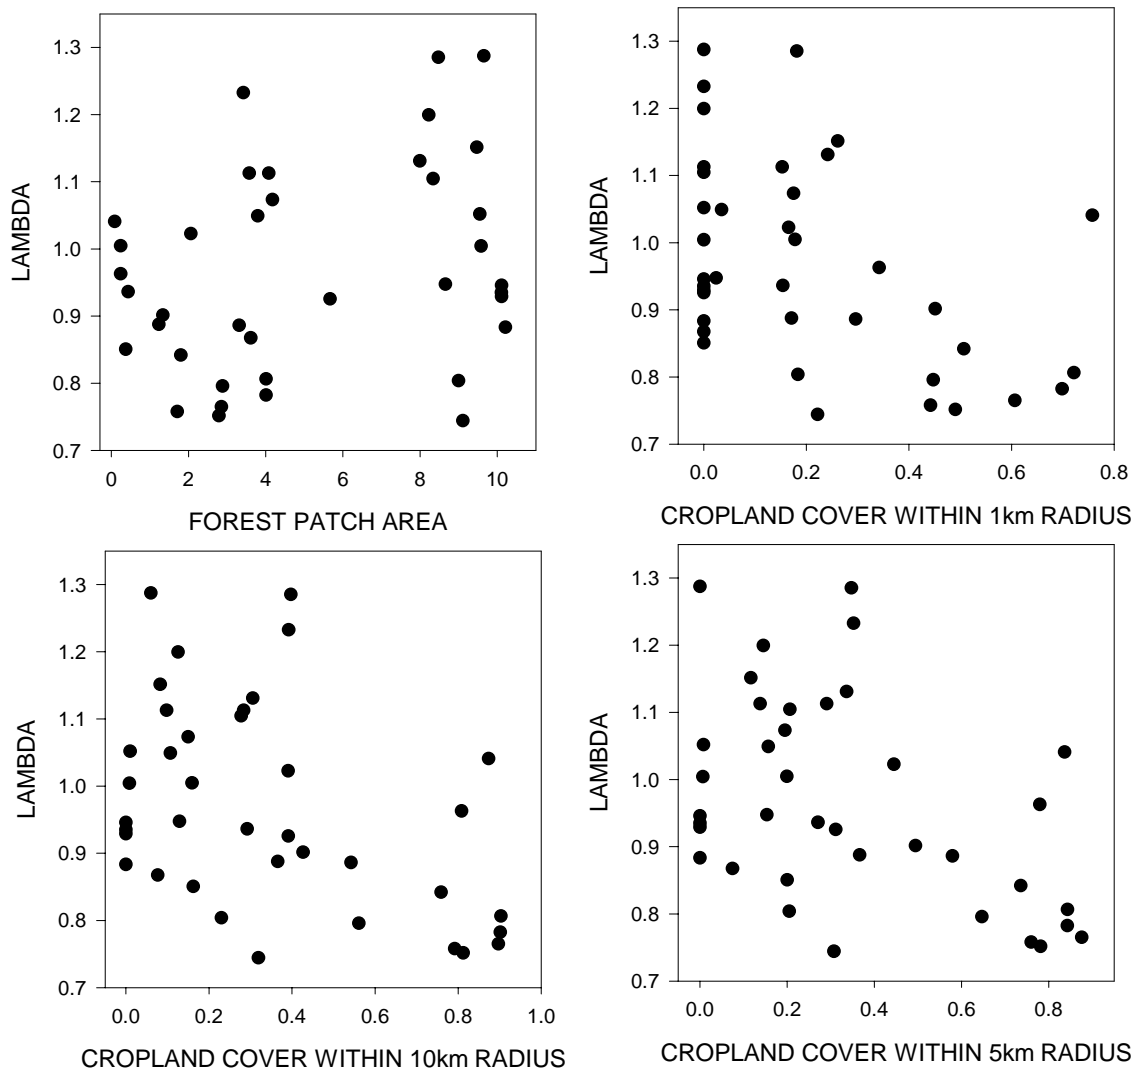 1.3
1.2
1.1
1.0
0.9
0.8
0.7
LAMBDA
0 2 4 6 8 10
FOREST PATCH AREA
1.3
1.2
1.1
1.0
0.9
0.8
0.7
LAMBDA
0.0 0.2 0.4 0.6 0.8
CROPLAND COVER WITHIN 1km RADIUS
1.3
1.2
1.1
1.0
0.9
0.8
0.7
LAMBDA
0.0 0.2 0.4 0.6 0.8 1.0
CROPLAND COVER WITHIN 10km RADIUS
1.3
1.2
1.1
1.0
0.9
0.8
0.7
LAMBDA
0.0 0.2 0.4 0.6 0.8
CROPLAND COVER WITHIN 5km RADIUS